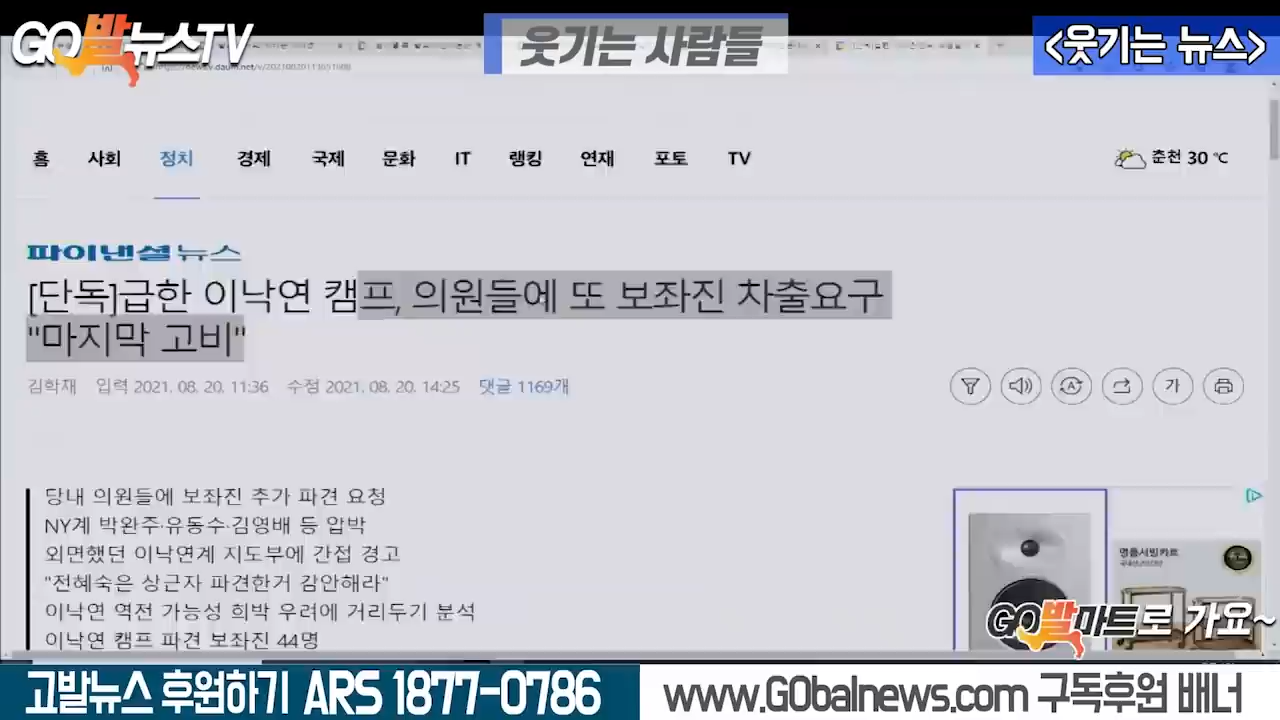 GO발뉴스TV
웃기는 사람들
<웃기는 뉴스>
홈 사회 정치 경제 국제 문화 IT 랭킹 연재 포토 TV
춘천 30 ℃
파이낸셜뉴스
[단독]급한 이낙연 캠프, 의원들에 또 보좌진 차출요구
"마지막 고비"
김학재 입력 2021. 08. 20. 11:36 수정 2021. 08. 20. 14:25 댓글 1169개
가
당내 의원들에 보좌진 추가 파견 요청
NY계 박완주·유동수·김영배 등 압박
외면했던 이낙연계 지도부에 간접 경고
"전혜숙은 상근자 파견한거 감안해라"
이낙연 역전 가능성 희박 우려에 거리두기 분석
이낙연 캠프 파견 보좌진 44명
명품서빙카트
GO발마트로 가요~
고발뉴스 후원하기 ARS 1877-0786
www.GObalnews.com 구독후원 배너